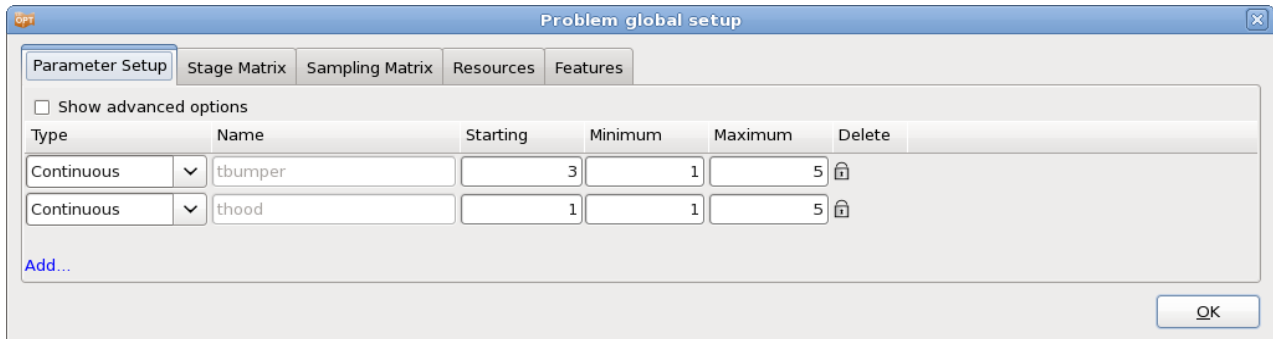 OPT Problem global setup
Parameter Setup Stage Matrix Sampling Matrix Resources Features
Show advanced options
Type Name Starting Minimum Maximum Delete
Continuous tbumper 3 1 5
Continuous thood 1 1 5
Add...
OK